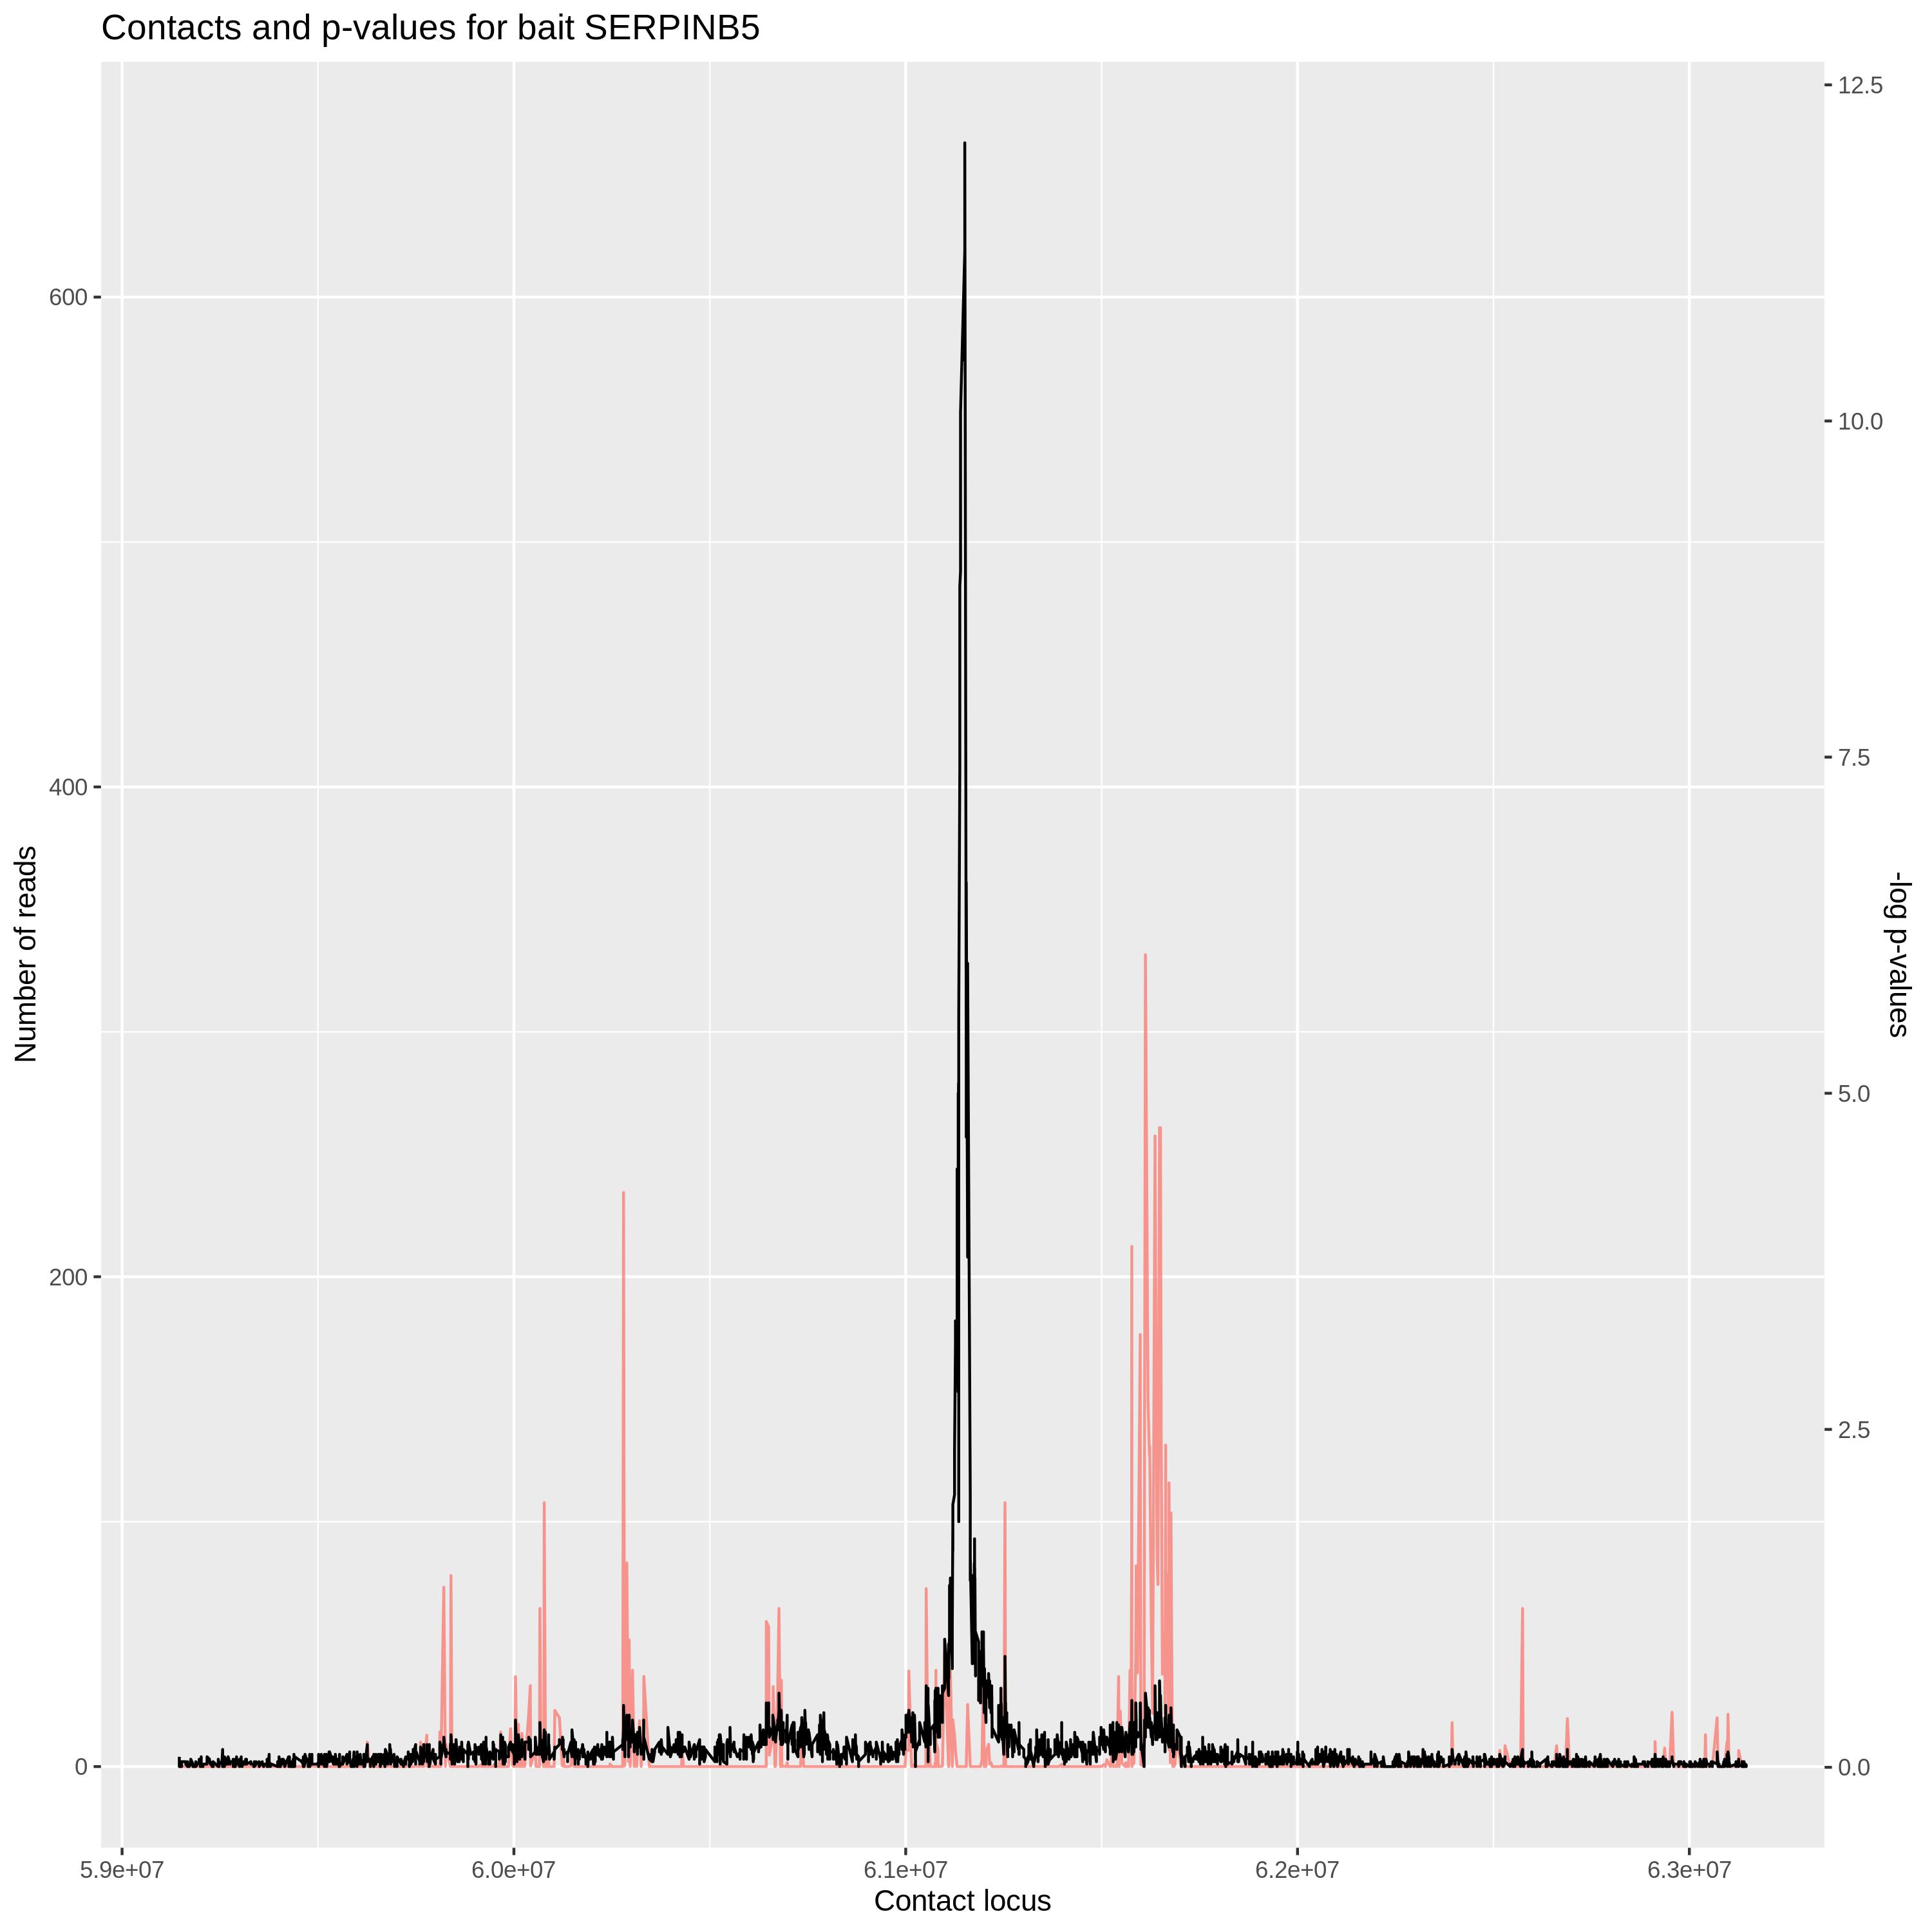 Contacts and p-values for bait SERPINB5
12.5
600
10.0
7.5
400
Number of reads
-log p-values
5.0
200
2.5
0
0.0
5.9e+07
6.0e+07
6.1e+07
6.2e+07
6.3e+07
Contact locus